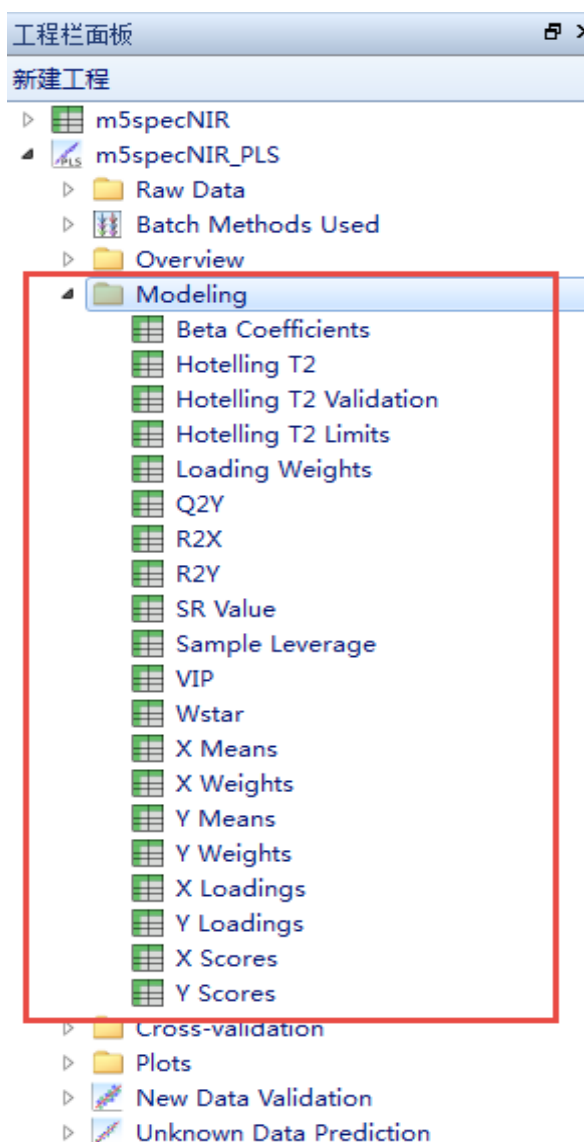 工程栏面板
新建工程
m5specNIR
PLS m5specNIR_PLS
Raw Data
Batch Methods Used
Overview
Modeling
Beta Coefficients
Hotelling T2
Hotelling T2 Validation
Hotelling T2 Limits
Loading Weights
Q2Y
R2X
R2Y
SR Value
Sample Leverage
VIP
Wstar
X Means
X Weights
Y Means
Y Weights
X Loadings
Y Loadings
X Scores
Y Scores
Cross-validation
Plots
New Data Validation
Unknown Data Prediction